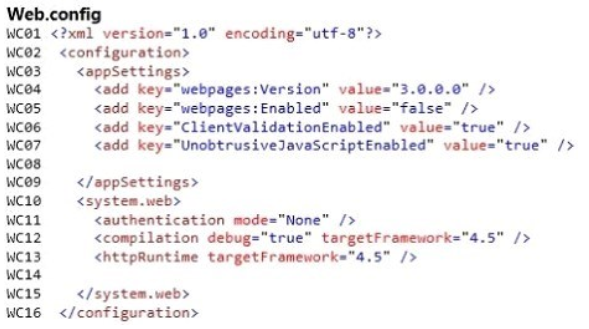 Web.config
WC01 <?xml version="1.0" encoding="utf-8"?>
WC02 <configuration>
WC03 <appSettings>
WC04 <add key="webpages:Version" value="3.0.0.0" />
WC05 <add key="webpages:Enabled" value="false" />
WC06 <add key="ClientValidationEnabled" value="true" />
WC07 <add key="UnobtrusiveJavaScriptEnabled" value="true" />
WC08
WC09 </appSettings>
WC10 <system.web>
WC11 <authentication mode="None" />
WC12 <compilation debug="true" targetFramework="4.5" />
WC13 <httpRuntime targetFramework="4.5" />
WC14
WC15 </system.web>
WC16 </configuration>